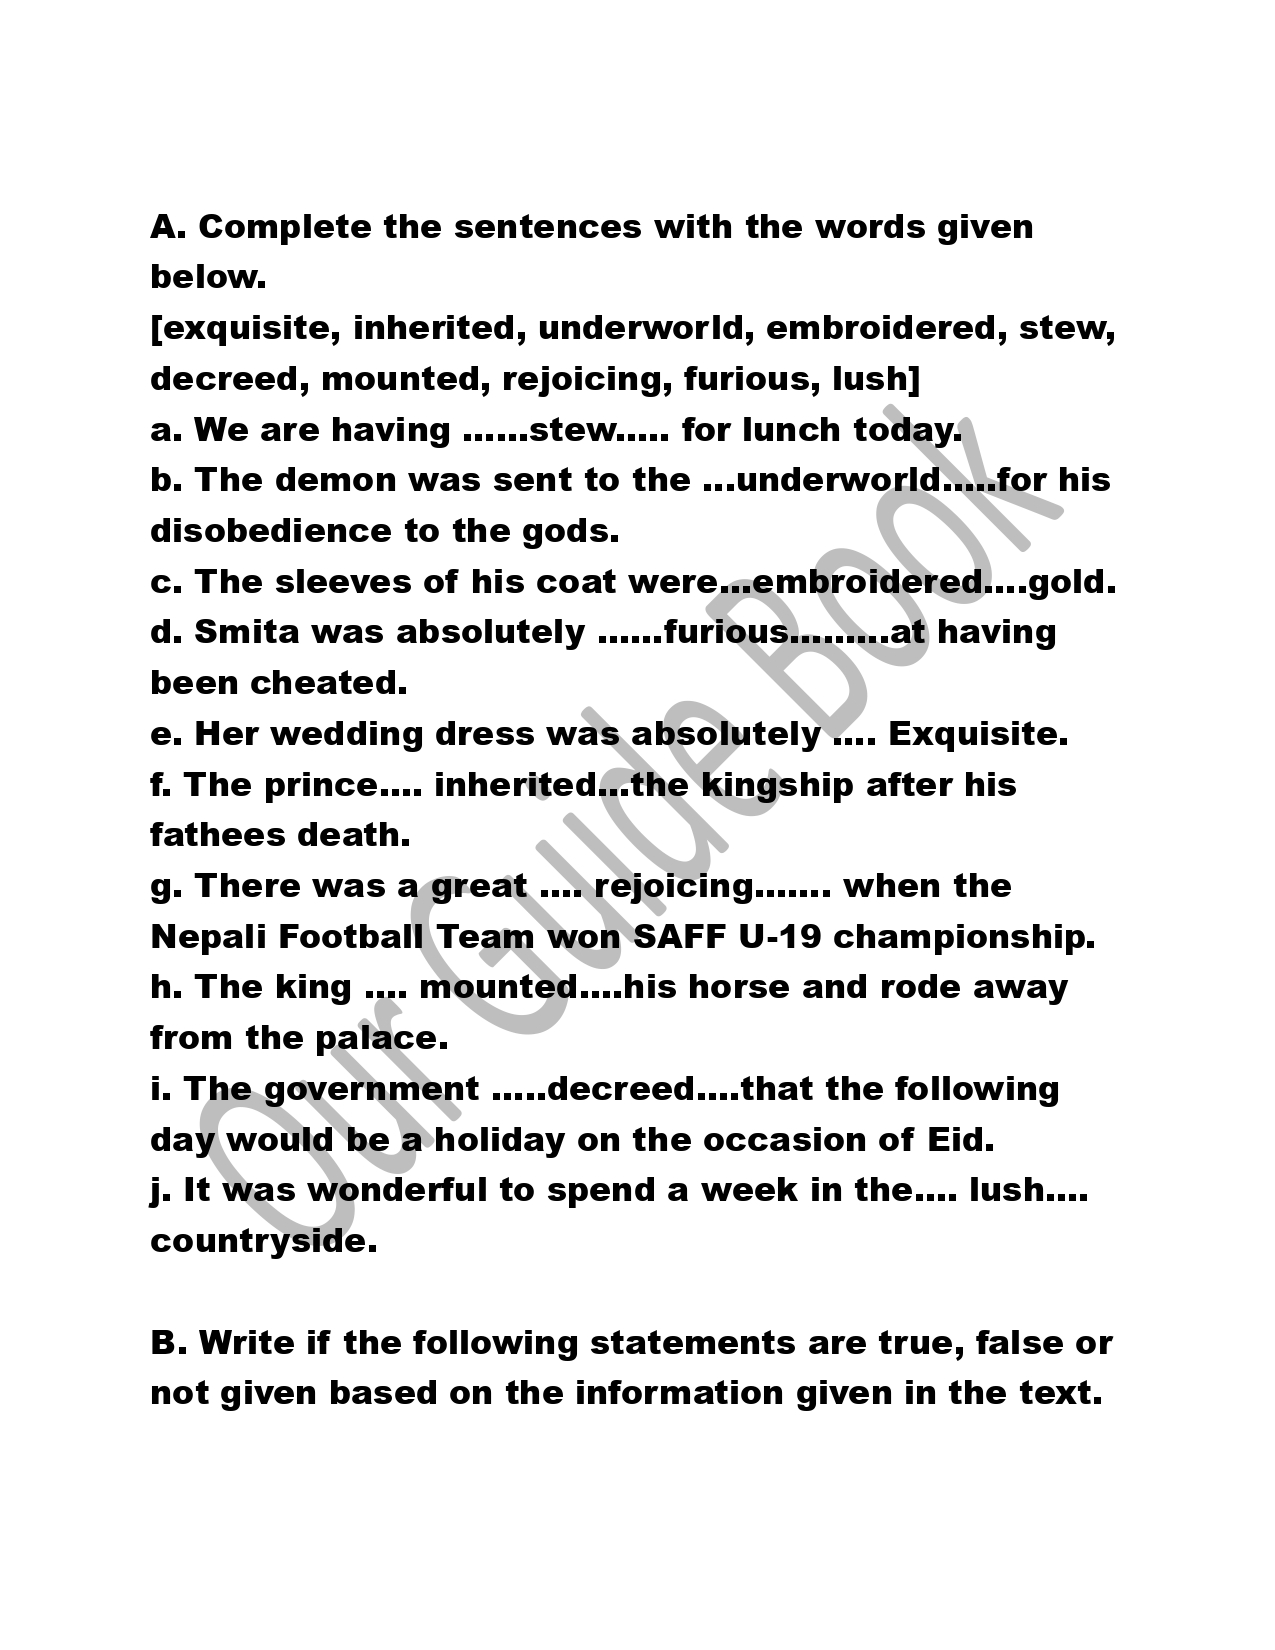 A. Complete the sentences with the words given
below.
[exquisite, inherited, underworld, embroidered, stew,
decreed, mounted, rejoicing, furious, lush]
a. We are having ......stew..... for lunch today.
b. The demon was sent to the ...underworld.....for his
disobedience to the gods.
c. The sleeves of his coat were...embroidered....gold.
d. Smita was absolutely ......furious.........at having
been cheated.
e. Her wedding dress was absolutely .... Exquisite.
f. The prince.... inherited...the kingship after his
fathees death.
g. There was a great .... rejoicing....... when the
Nepali Football Team won SAFF U-19 championship.
h. The king .... mounted....his horse and rode away
from the palace.
i. The government .....decreed....that the following
day would be a holiday on the occasion of Eid.
j. It was wonderful to spend a week in the.... lush....
countryside.
B. Write if the following statements are true, false or
not given based on the information given in the text.
Our Guide Book